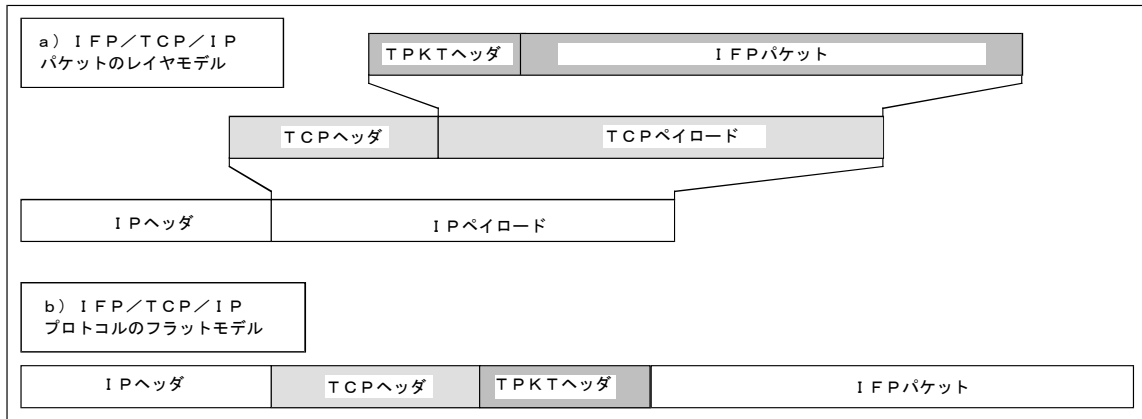 a) IFP/TCP/IP
パケットのレイヤモデル
TPKTヘッダ IFPパケット
TCPヘッダ TCPペイロード
IPヘッダ IPペイロード
b) IFP/TCP/IP
プロトコルのフラットモデル
IPヘッダ TCPヘッダ TPKTヘッダ IFPパケット